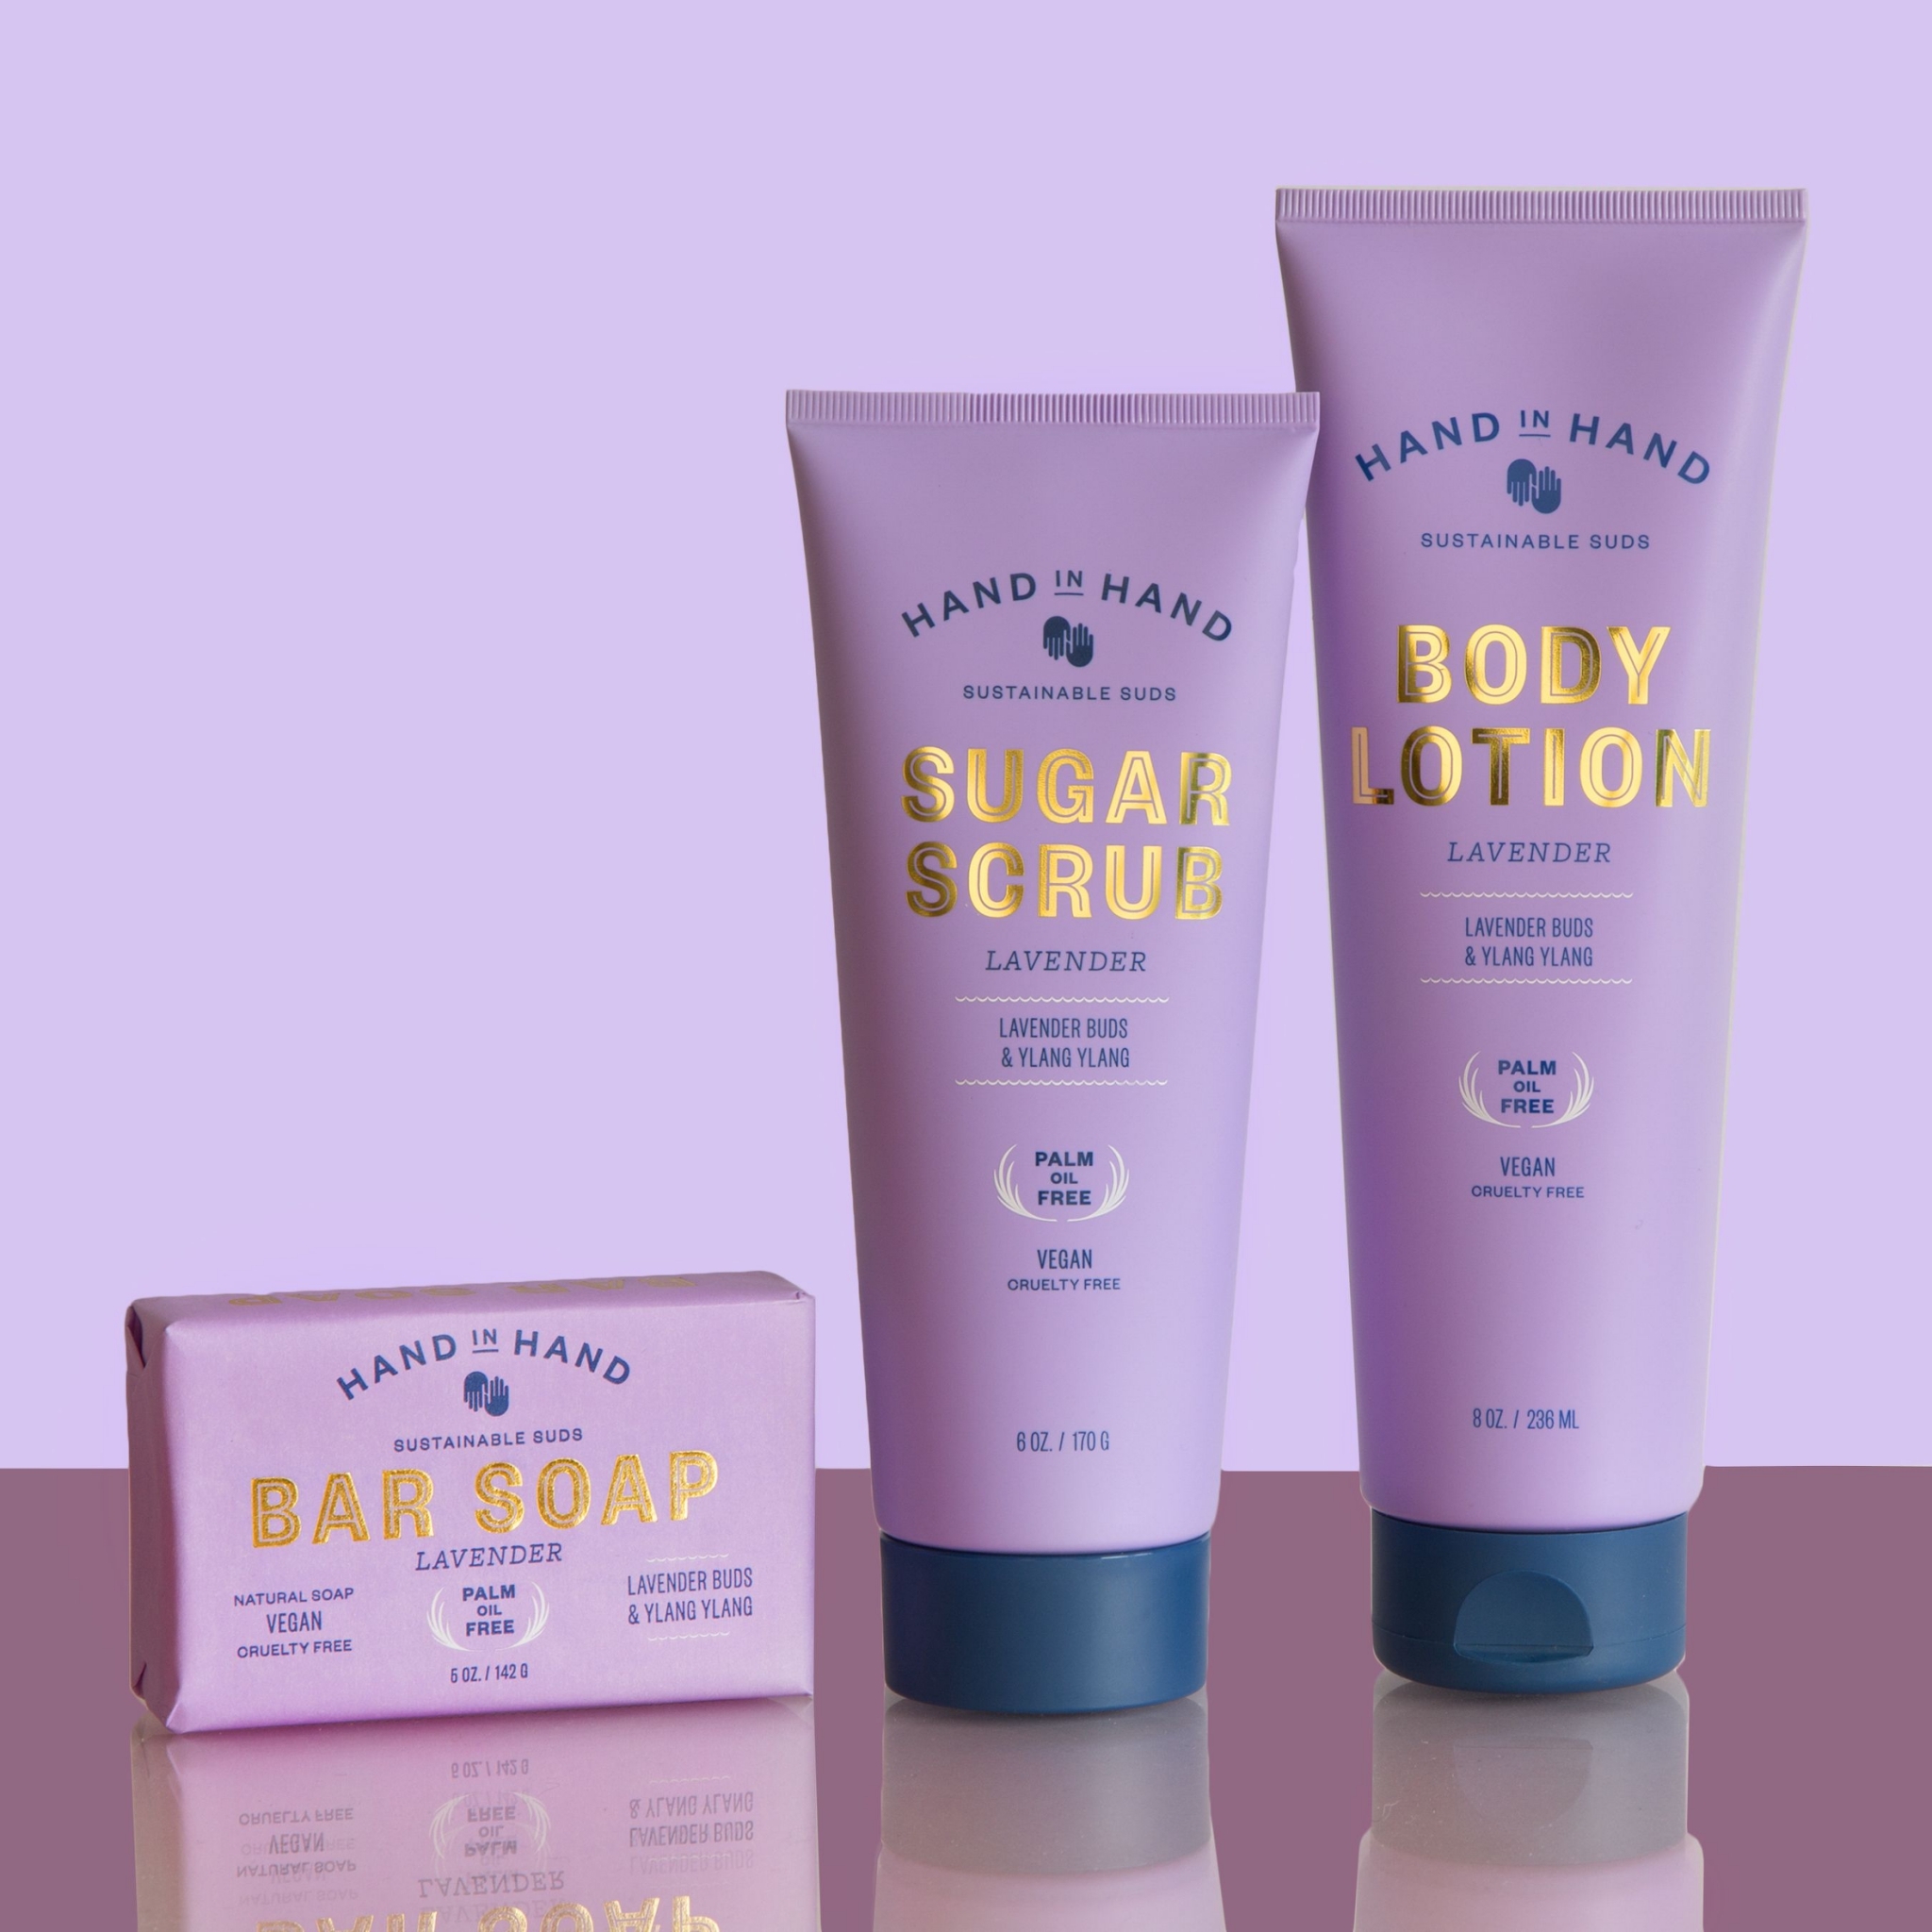 HAND IN HAND
SUSTAINABLE SUDS
BAR SOAP
LAVENDER
NATURAL SOAP
VEGAN
CRUELTY FREE
PALM
OIL
FREE
LAVENDER BUDS
& YLANG YLANG
5 OZ. / 142 G
HAND IN HAND
SUSTAINABLE SUDS
SUGAR
SCRUB
LAVENDER
LAVENDER BUDS
& YLANG YLANG
PALM
OIL
FREE
VEGAN
CRUELTY FREE
6 OZ. / 170 G
HAND IN HAND
SUSTAINABLE SUDS
BODY
LOTION
LAVENDER
LAVENDER BUDS
& YLANG YLANG
PALM
OIL
FREE
VEGAN
CRUELTY FREE
8 OZ. / 236 ML